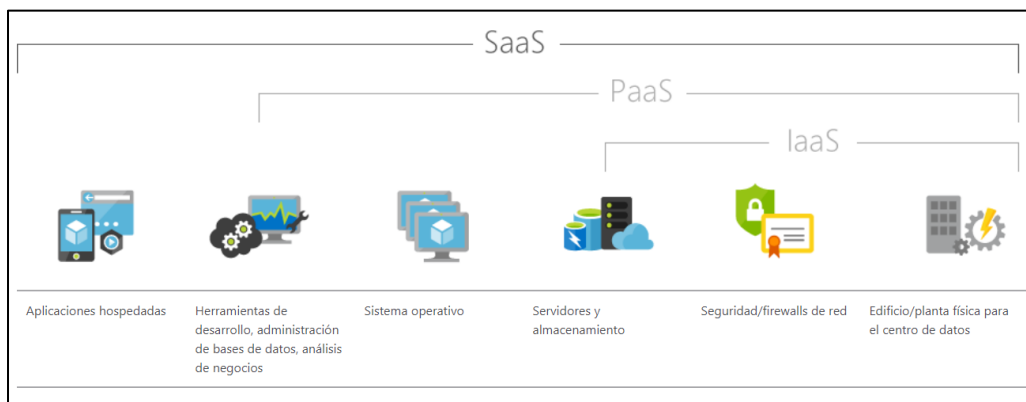 SaaS
PaaS
IaaS
Aplicaciones hospedadas
Herramientas de
desarrollo, administración
de bases de datos, análisis
de negocios
Sistema operativo
Servidores y
almacenamiento
Seguridad/firewalls de red
Edificio/planta física para
el centro de datos